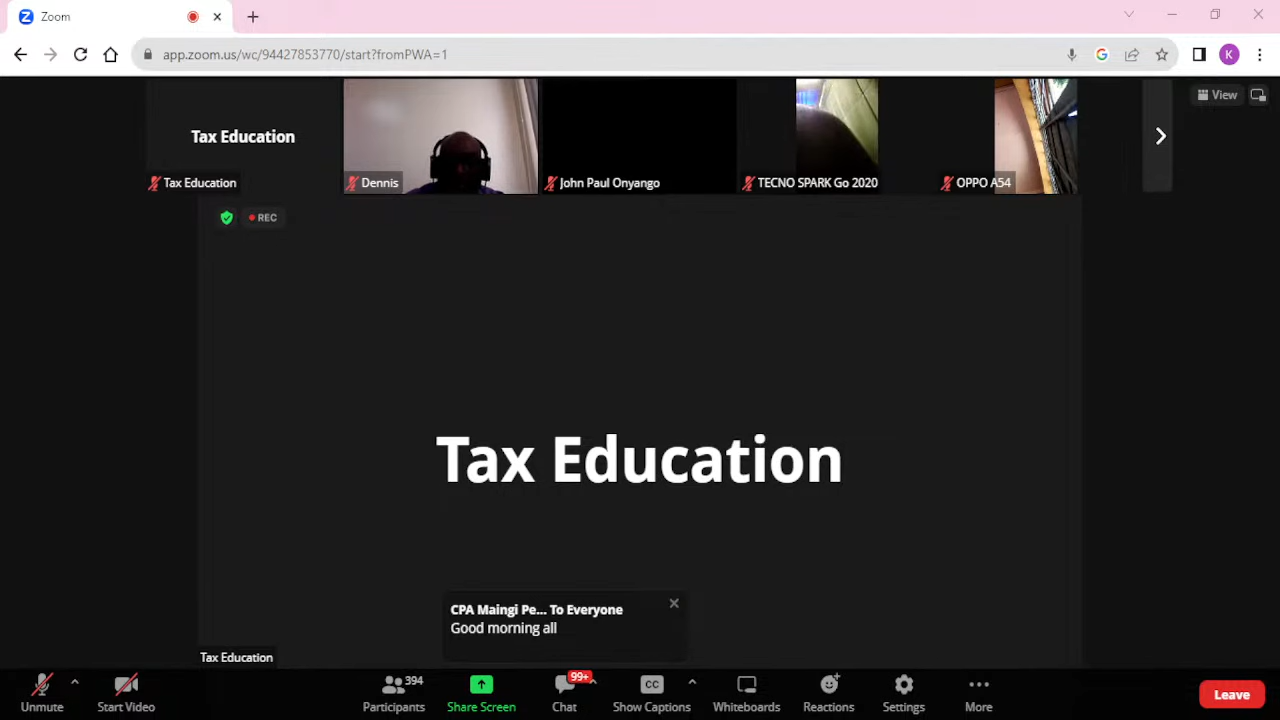 Zoom
app.zoom.us/wc/94427853770/start?fromPWA=1
K
Tax Education
Tax Education
Dennis
John Paul Onyango
TECNO SPARK Go 2020
OPPO A54
View
REC
Tax Education
CPA Maingi Pe... To Everyone
Good morning all
Tax Education
394
99+
CC
Unmute
Start Video
Participants
Share Screen
Chat
Show Captions
Whiteboards
Reactions
Settings
More
Leave